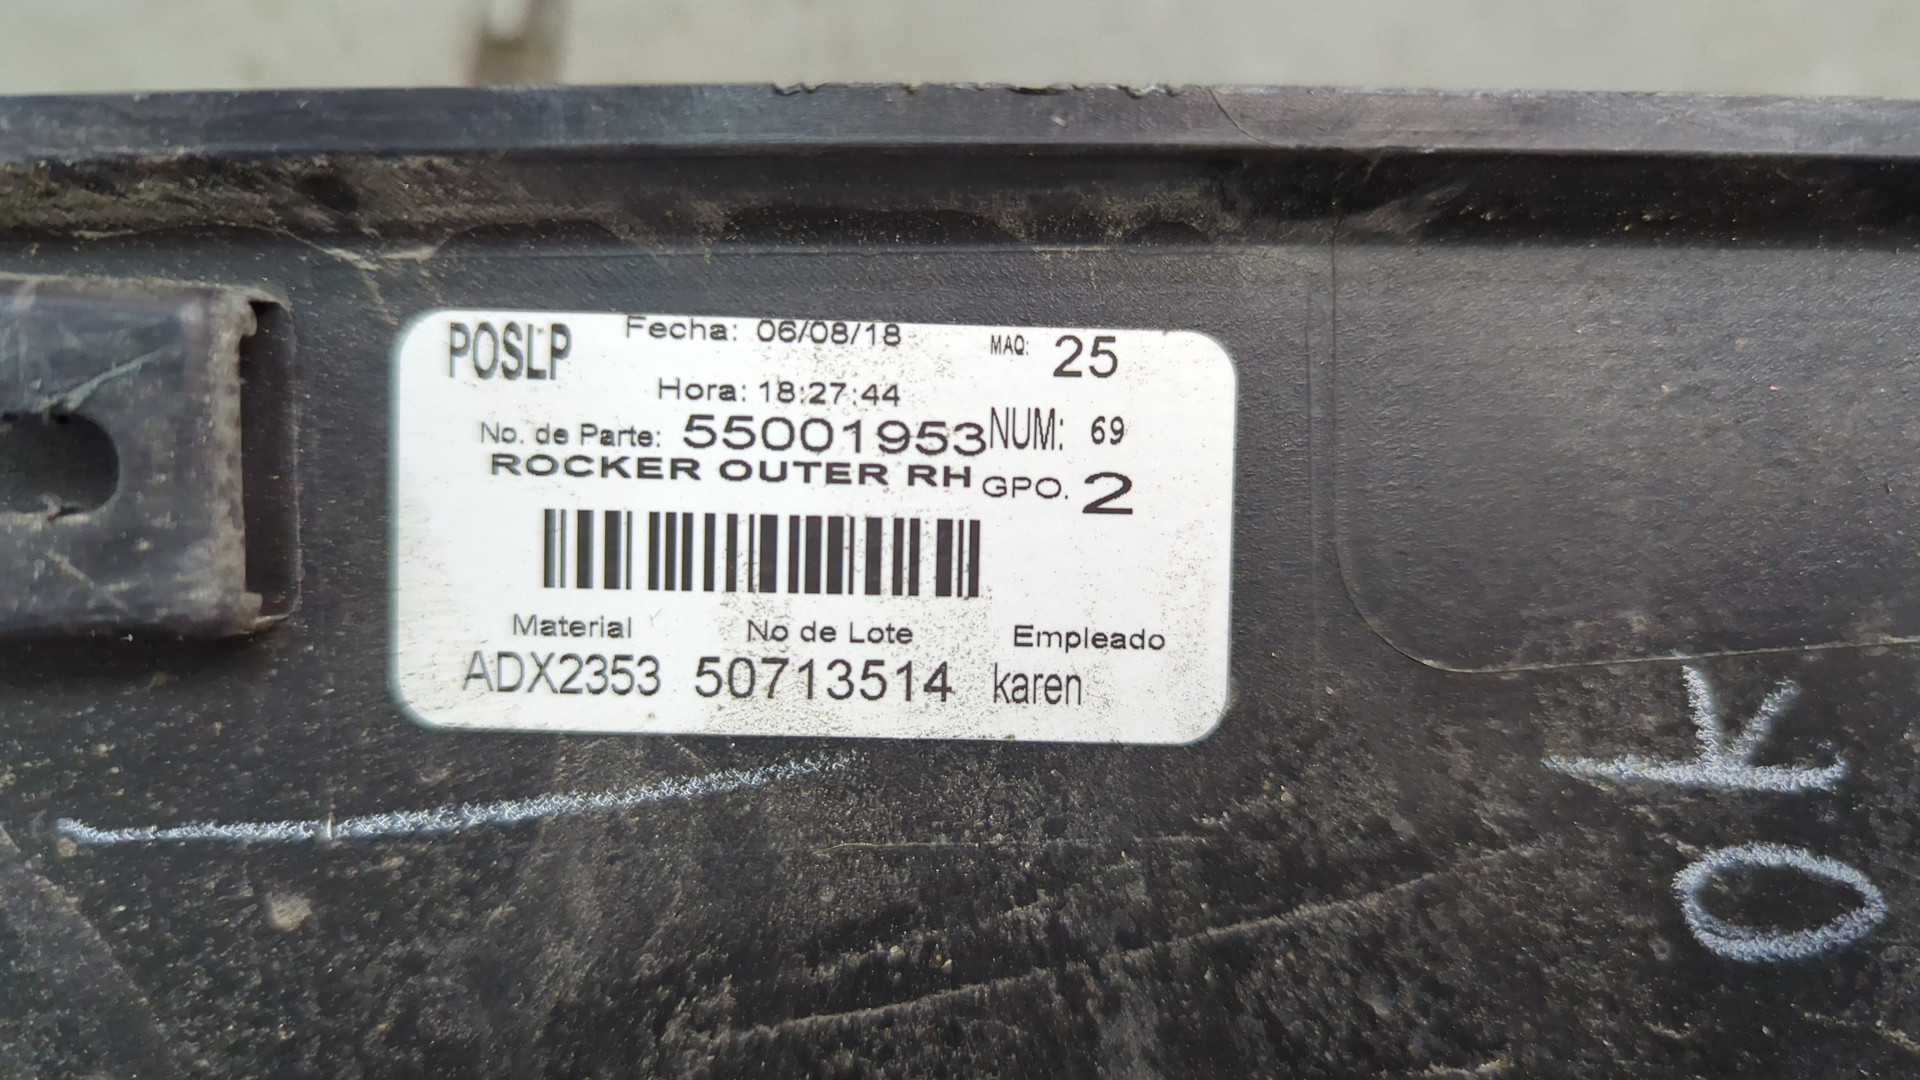 POSLP Fecha: 06/08/18 MAQ: 25
Hora: 18:27:44
No. de Parte: 55001953 NUM: 69
ROCKER OUTER RH GPO. 2
Material No de Lote Empleado
ADX2353 50713514 karen
OK